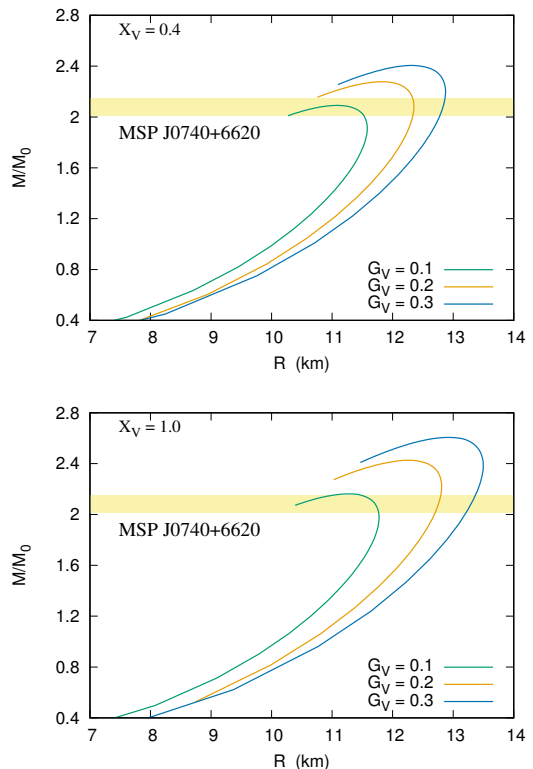 2.8
X_V = 0.4
2.4
2
MSP J0740+6620
1.6
M/M_0
1.2
G_V = 0.1
0.8
G_V = 0.2
G_V = 0.3
0.4
7 8 9 10 11 12 13 14
R (km)
2.8
X_V = 1.0
2.4
2
MSP J0740+6620
1.6
M/M_0
1.2
G_V = 0.1
0.8
G_V = 0.2
G_V = 0.3
0.4
7 8 9 10 11 12 13 14
R (km)